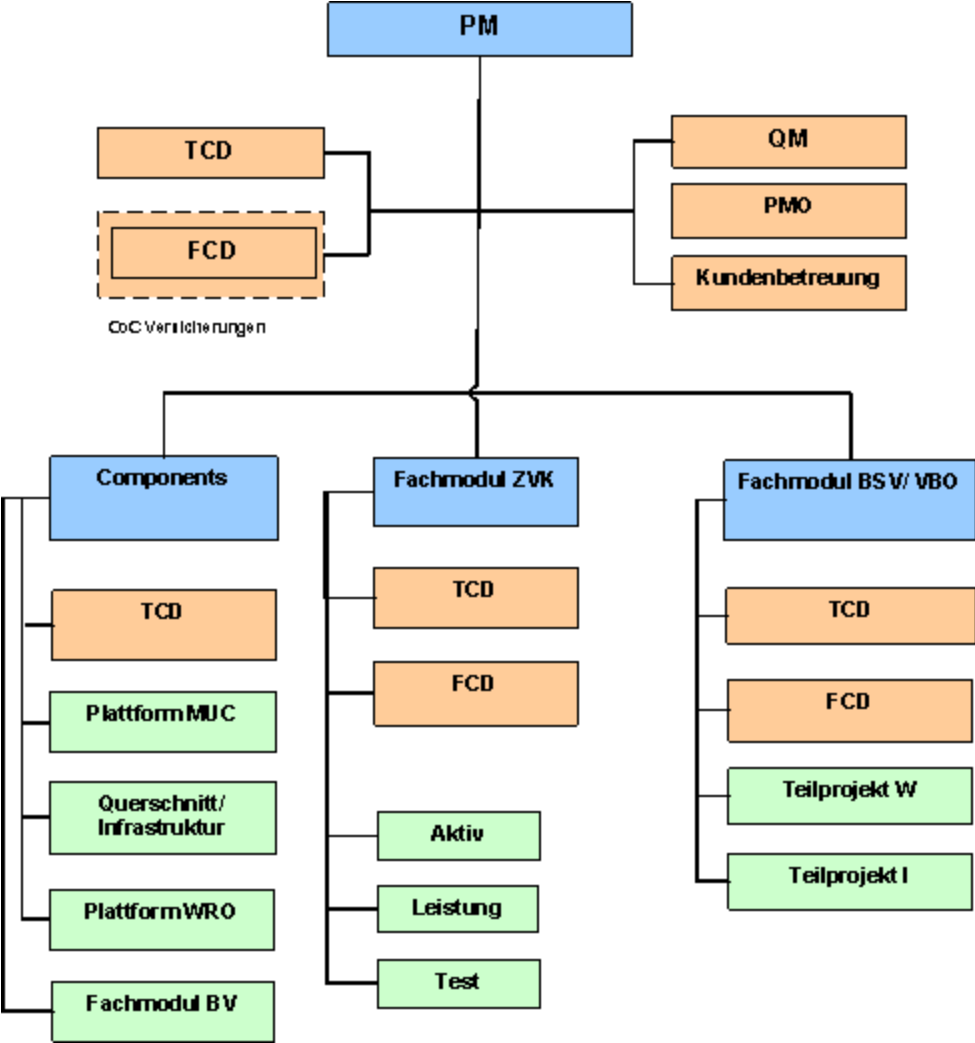 PM
TCD
QM
PMO
FCD
Kundenbetreuung
CoC Versicherungen
Components
Fachmodul ZVK
Fachmodul BSV/ VBO
TCD
TCD
TCD
FCD
FCD
Plattform MUC
Querschnitt/
Infrastruktur
Aktiv
Teilprojekt W
Plattform WRO
Leistung
Teilprojekt I
Fachmodul BV
Test